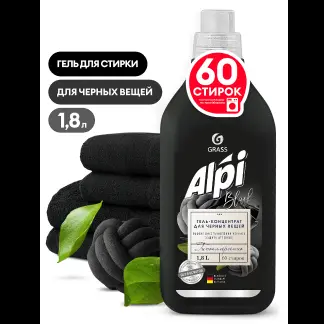 ГЕЛЬ ДЛЯ СТИРКИ
ДЛЯ ЧЕРНЫХ ВЕЩЕЙ
1,8л
60
СТИРОК
GRASS
Alpi
Black
ГЕЛЬ-КОНЦЕНТРАТ
ДЛЯ ЧЕРНЫХ ВЕЩЕЙ
1,8 L